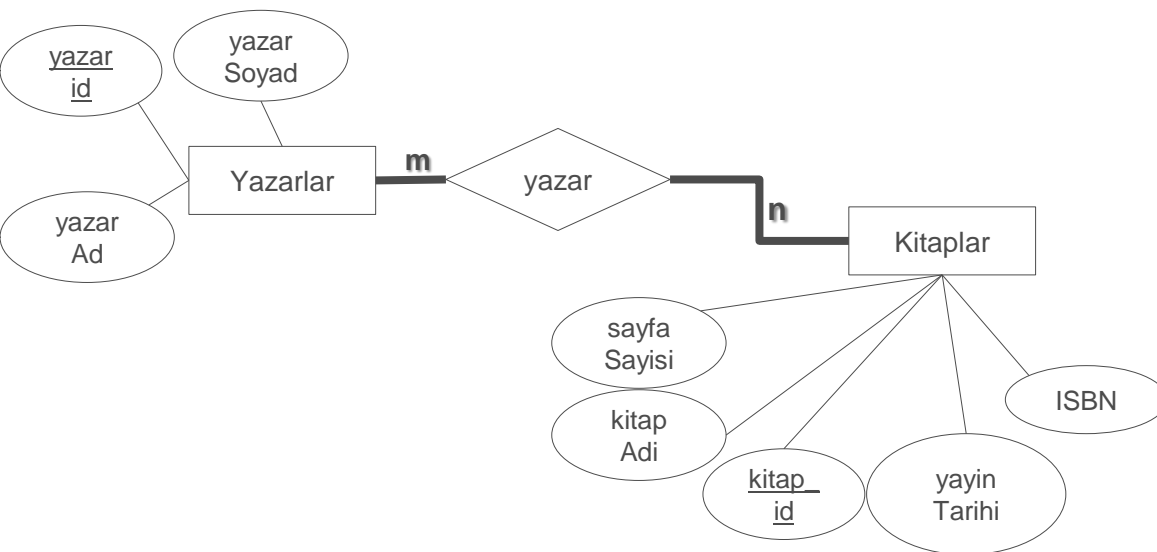 yazar
id
yazar
Soyad
yazar
Ad
Yazarlar
m
yazar
n
Kitaplar
sayfa
Sayisi
kitap
Adi
kitap_
id
yayin
Tarihi
ISBN